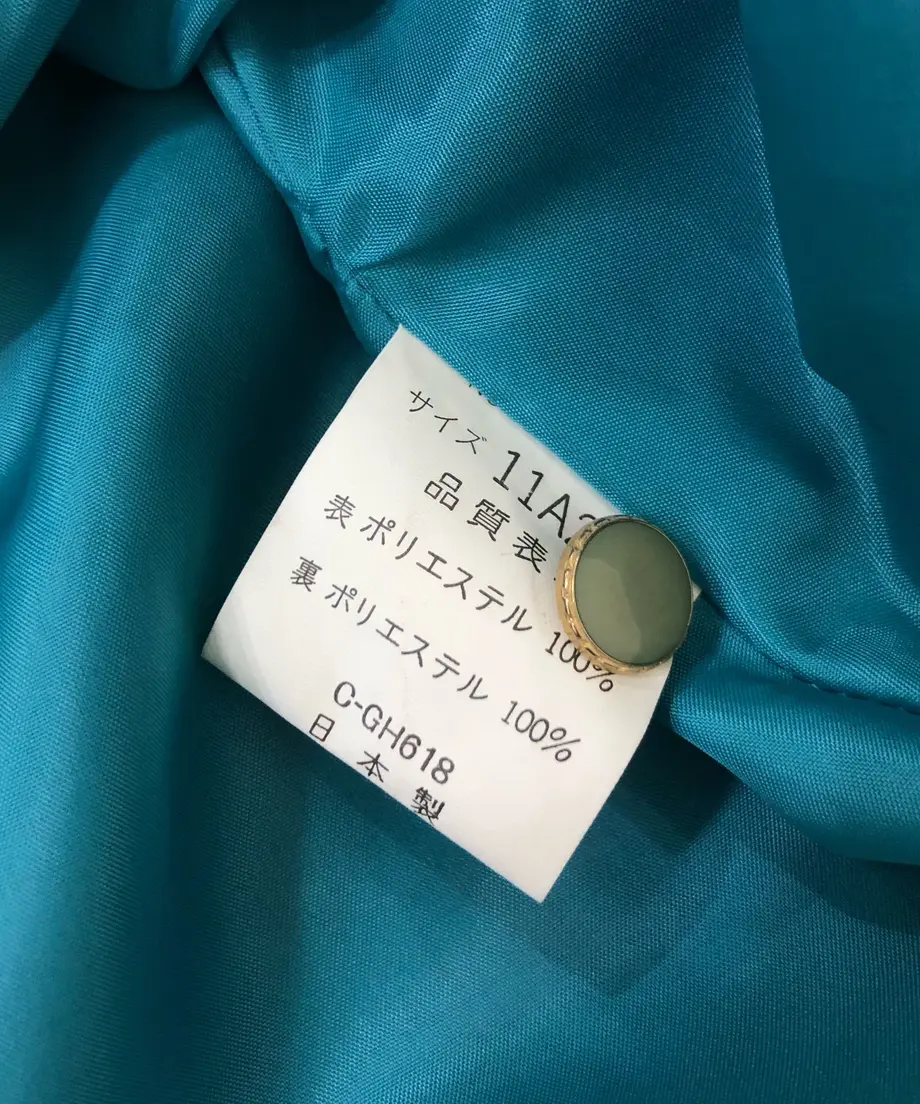 サイズ 11A2
品質表
表 ポリエステル 100%
裏 ポリエステル 100%
C-GH618
日本製